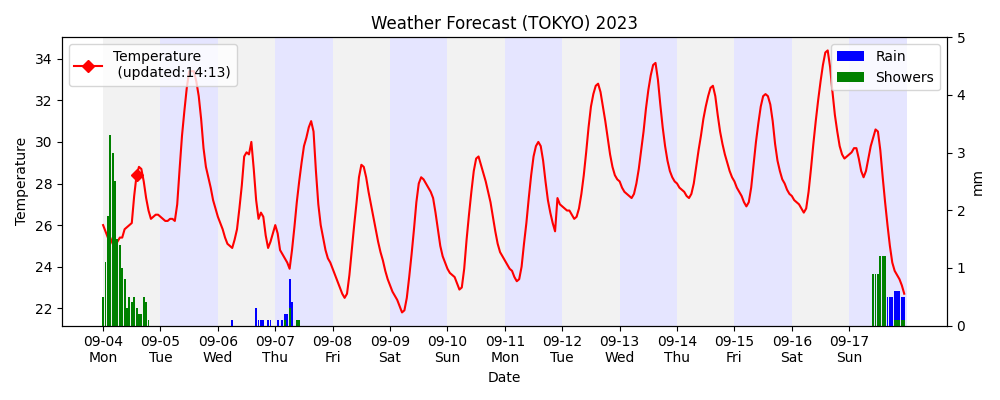 Weather Forecast (TOKYO) 2023
Temperature
(updated:14:13)
Rain
Showers
Temperature
34
32
30
28
26
24
22
5
4
3
2
1
0
mm
09-04 09-05 09-06 09-07 09-08 09-09 09-10 09-11 09-12 09-13 09-14 09-15 09-16 09-17
Mon Tue Wed Thu Fri Sat Sun Mon Tue Wed Thu Fri Sat Sun
Date